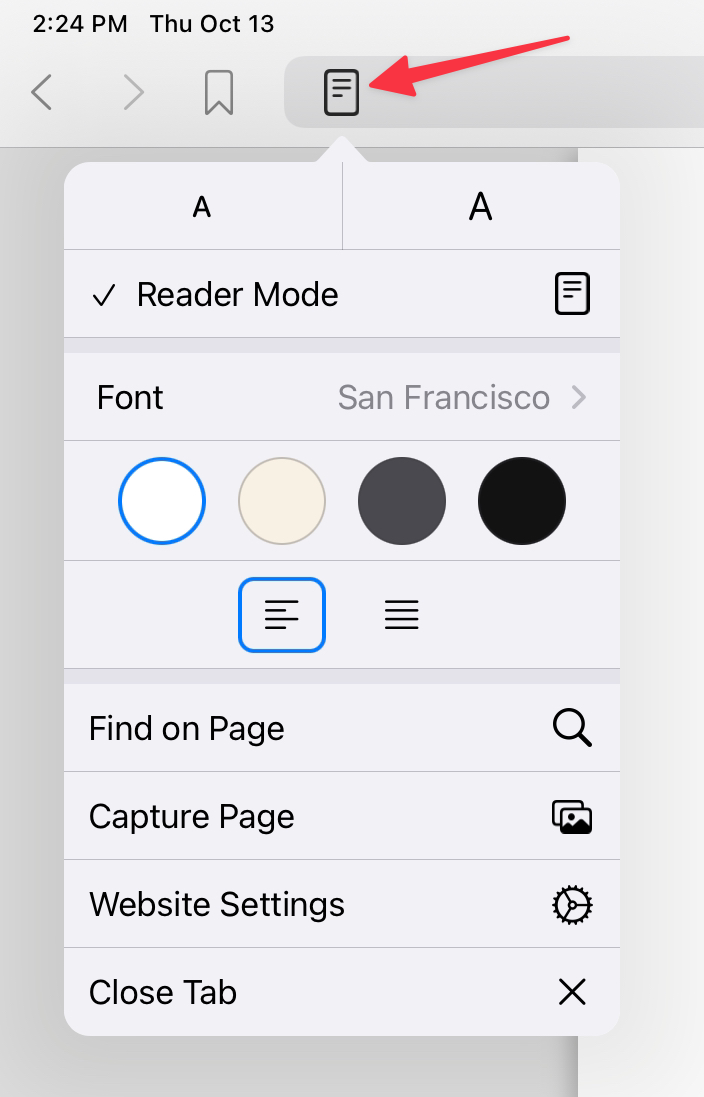 2:24 PM Thu Oct 13
A A
Reader Mode
Font San Francisco
Find on Page
Capture Page
Website Settings
Close Tab